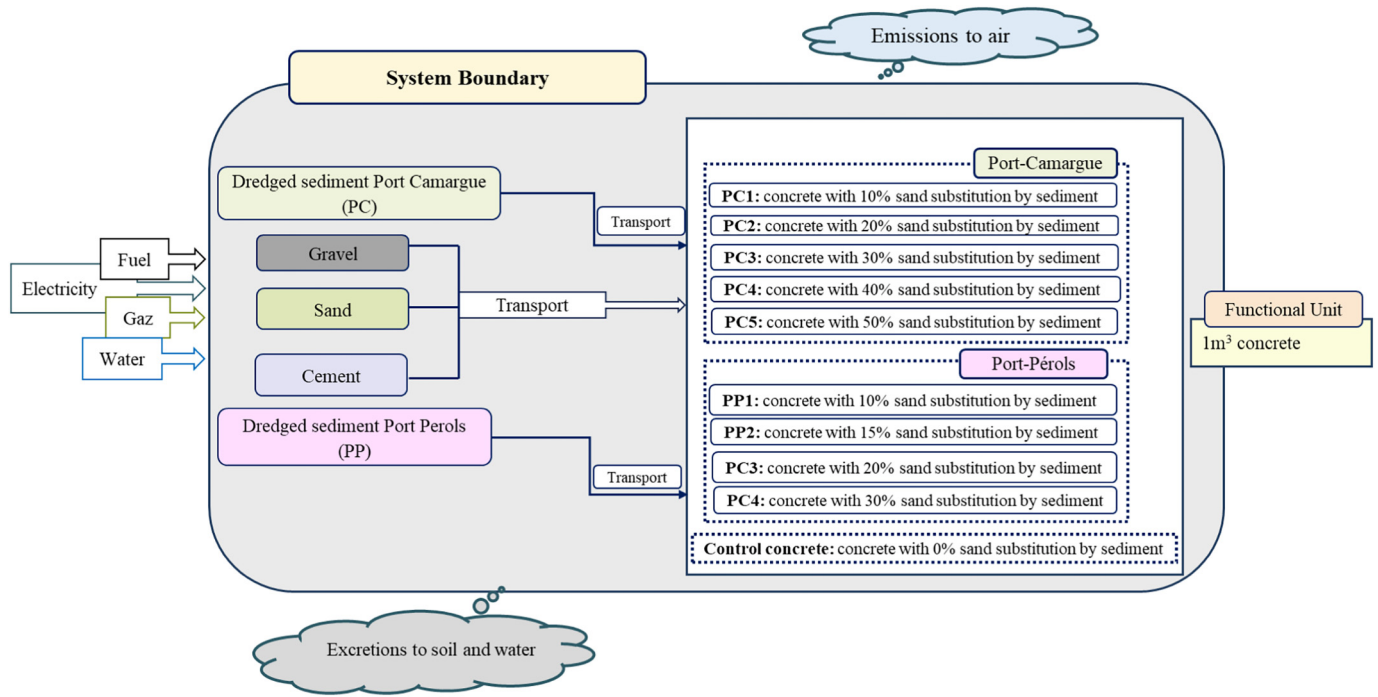 Emissions to air
System Boundary
Port-Camargue
Dredged sediment Port Camargue
(PC)
Transport
PC1: concrete with 10% sand substitution by sediment
PC2: concrete with 20% sand substitution by sediment
PC3: concrete with 30% sand substitution by sediment
PC4: concrete with 40% sand substitution by sediment
PC5: concrete with 50% sand substitution by sediment
Fuel
Electricity
Gaz
Water
Gravel
Sand
Cement
Transport
Functional Unit
1m³ concrete
Port-Pérols
Dredged sediment Port Perols
(PP)
Transport
PP1: concrete with 10% sand substitution by sediment
PP2: concrete with 15% sand substitution by sediment
PC3: concrete with 20% sand substitution by sediment
PC4: concrete with 30% sand substitution by sediment
Control concrete: concrete with 0% sand substitution by sediment
Excretions to soil and water